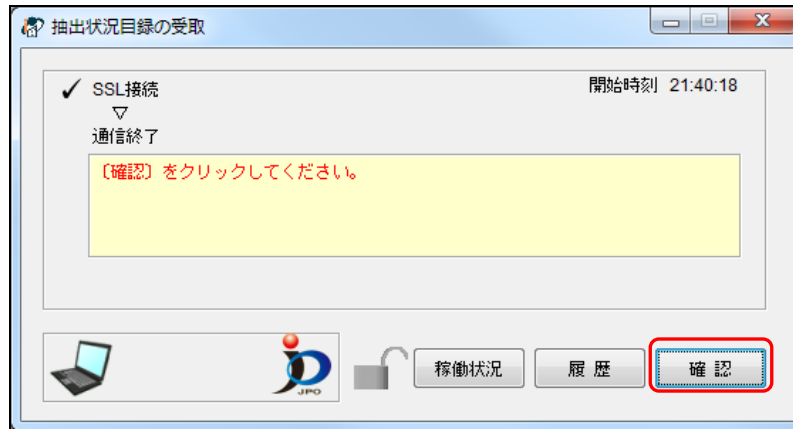 抽出状況目録の受取
SSL接続
開始時刻 21:40:18
▽
通信終了
〔確認〕をクリックしてください。
JPO
稼働状況
履 歴
確 認